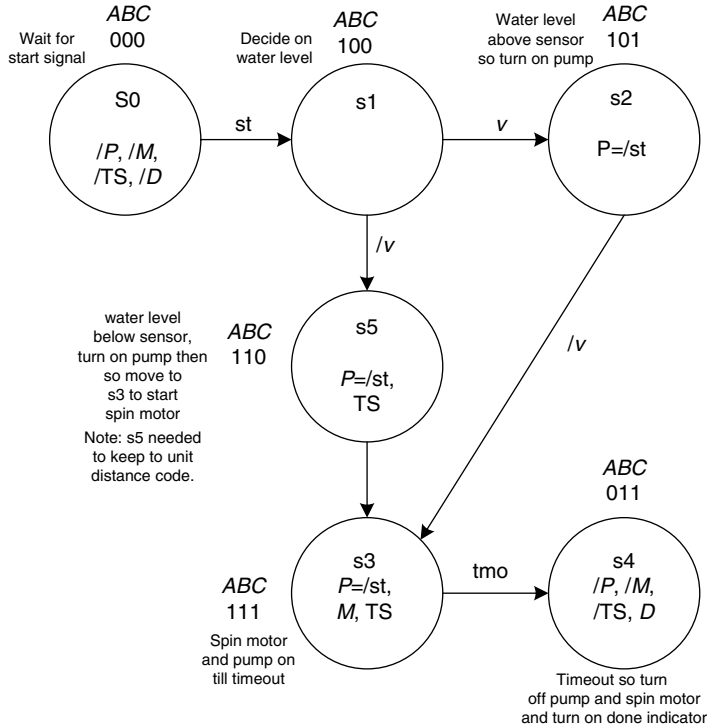 ABC
000
Wait for
start signal
S0
/P, /M,
/TS, /D
st
ABC
100
Decide on
water level
s1
v
ABC
101
Water level
above sensor
so turn on pump
s2
P=/st
/v
/v
water level
below sensor,
turn on pump then
so move to
s3 to start
spin motor
Note: s5 needed
to keep to unit
distance code.
ABC
110
s5
P=/st,
TS
ABC
111
Spin motor
and pump on
till timeout
s3
P=/st,
M, TS
tmo
ABC
011
s4
/P, /M,
/TS, D
Timeout so turn
off pump and spin motor
and turn on done indicator